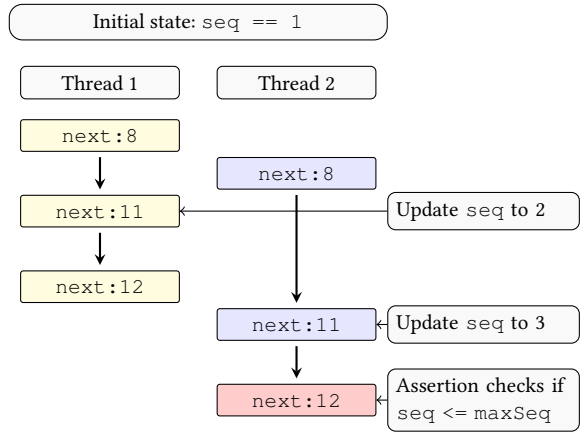 Initial state: seq == 1
Thread 1
Thread 2
next:8
next:8
next:11
Update seq to 2
next:12
next:11
Update seq to 3
next:12
Assertion checks if
seq <= maxSeq